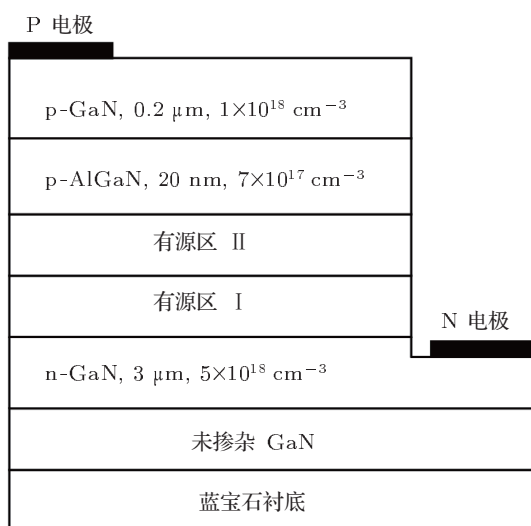 P 电极
p-GaN, 0.2 μm, 1×10¹⁸ cm⁻³
p-AlGaN, 20 nm, 7×10¹⁷ cm⁻³
有源区 Ⅱ
有源区 Ⅰ
N 电极
n-GaN, 3 μm, 5×10¹⁸ cm⁻³
未掺杂 GaN
蓝宝石衬底